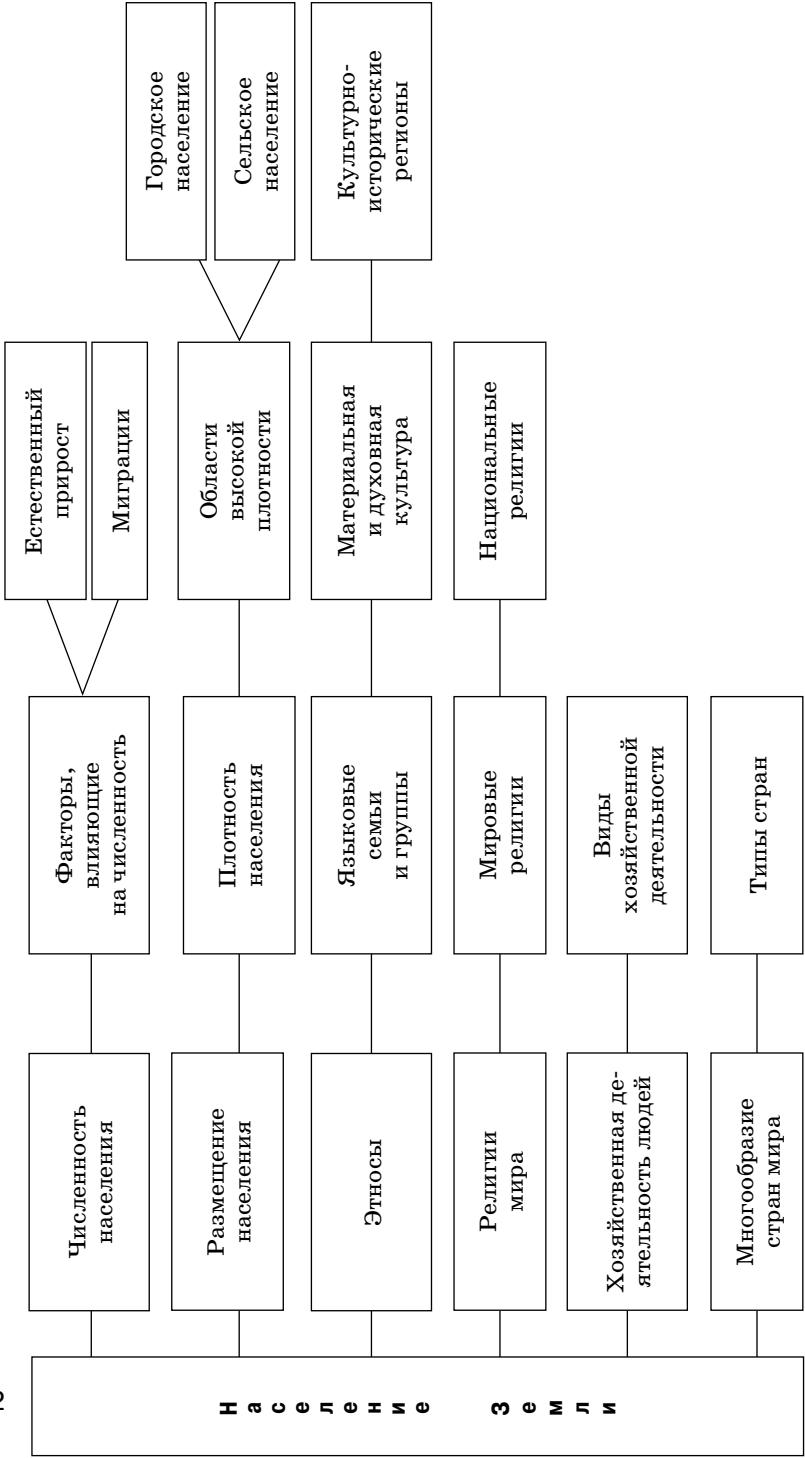 Население Земли
Численность
населения
Факторы,
влияющие
на численность
Естественный
прирост
Миграции
Размещение
населения
Плотность
населения
Области
высокой
плотности
Городское
население
Сельское
население
Этносы
Языковые
семьи
и группы
Материальная
и духовная
культура
Культурно-
исторические
регионы
Религии
мира
Мировые
религии
Национальные
религии
Хозяйственная де-
ятельность людей
Виды
хозяйственной
деятельности
Многообразие
стран мира
Типы стран